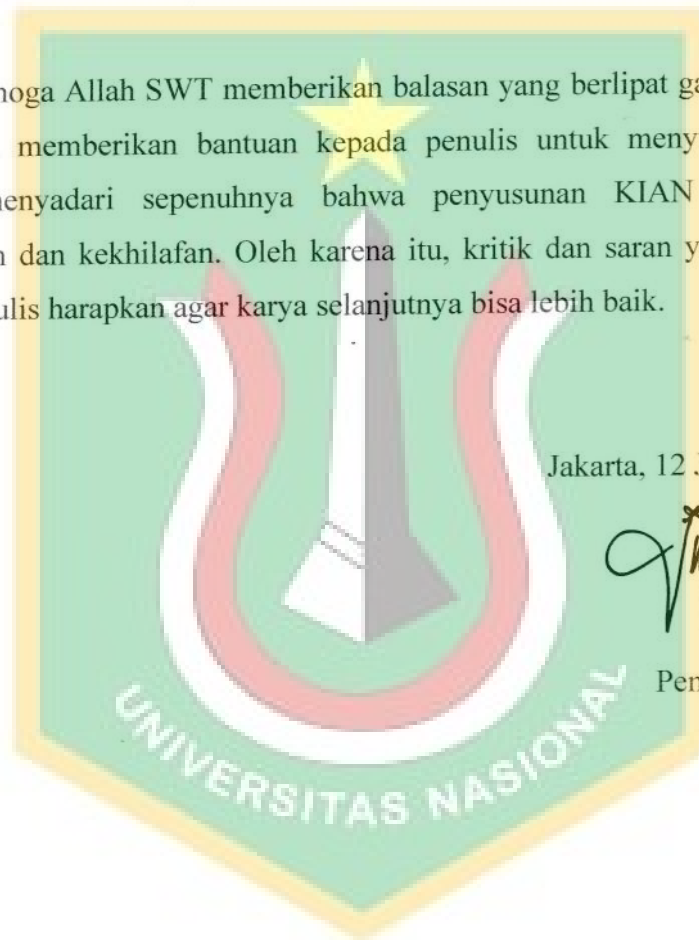 noga Allah SWT memberikan balasan yang berlipat ga
memberikan bantuan kepada penulis untuk meny
nenyadari sepenuhnya bahwa penyusunan KIAN
n dan kekhilafan. Oleh karena itu, kritik dan saran y
ulis harapkan agar karya selanjutnya bisa lebih baik.
Jakarta, 12 J
Pen
UNIVERSITAS NASIONAL